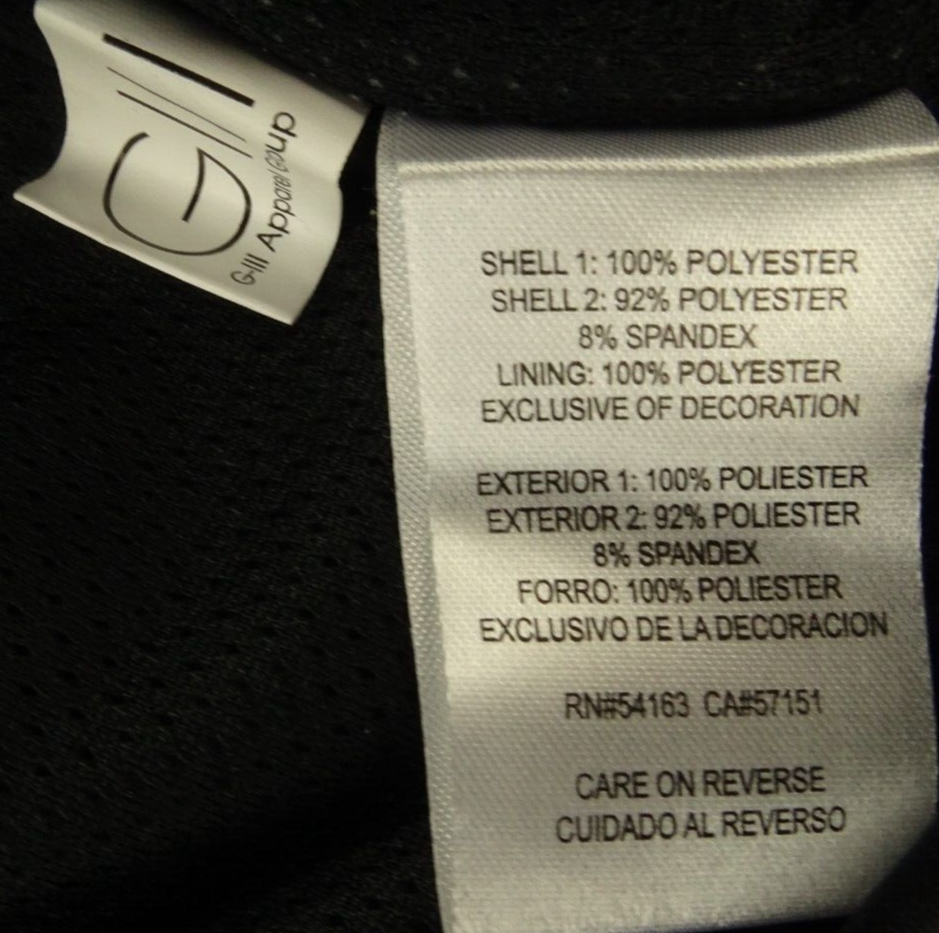 GIII
G-III Apparel Group
SHELL 1: 100% POLYESTER
SHELL 2: 92% POLYESTER
8% SPANDEX
LINING: 100% POLYESTER
EXCLUSIVE OF DECORATION
EXTERIOR 1: 100% POLIESTER
EXTERIOR 2: 92% POLIESTER
8% SPANDEX
FORRO: 100% POLIESTER
EXCLUSIVO DE LA DECORACION
RN#54163 CA#57151
CARE ON REVERSE
CUIDADO AL REVERSO